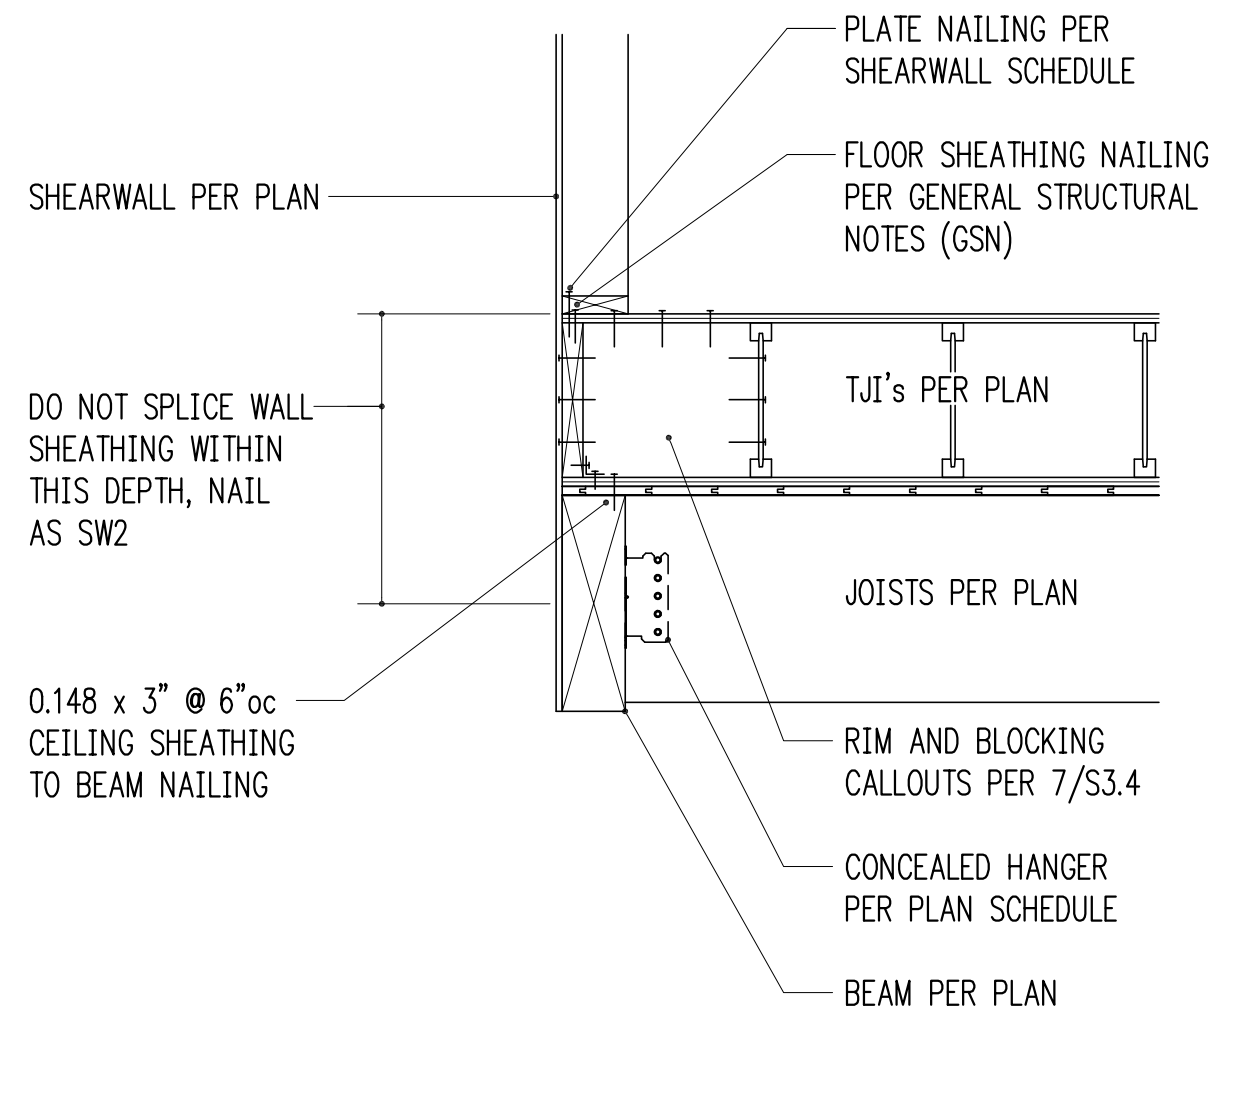 PLATE NAILING PER
SHEARWALL SCHEDULE
FLOOR SHEATHING NAILING
PER GENERAL STRUCTURAL
NOTES (GSN)
SHEARWALL PER PLAN
DO NOT SPLICE WALL
SHEATHING WITHIN
THIS DEPTH, NAIL
AS SW2
TJI's PER PLAN
JOISTS PER PLAN
0.148 x 3" @ 6"oc
CEILING SHEATHING
TO BEAM NAILING
RIM AND BLOCKING
CALLOUTS PER 7/S3.4
CONCEALED HANGER
PER PLAN SCHEDULE
BEAM PER PLAN